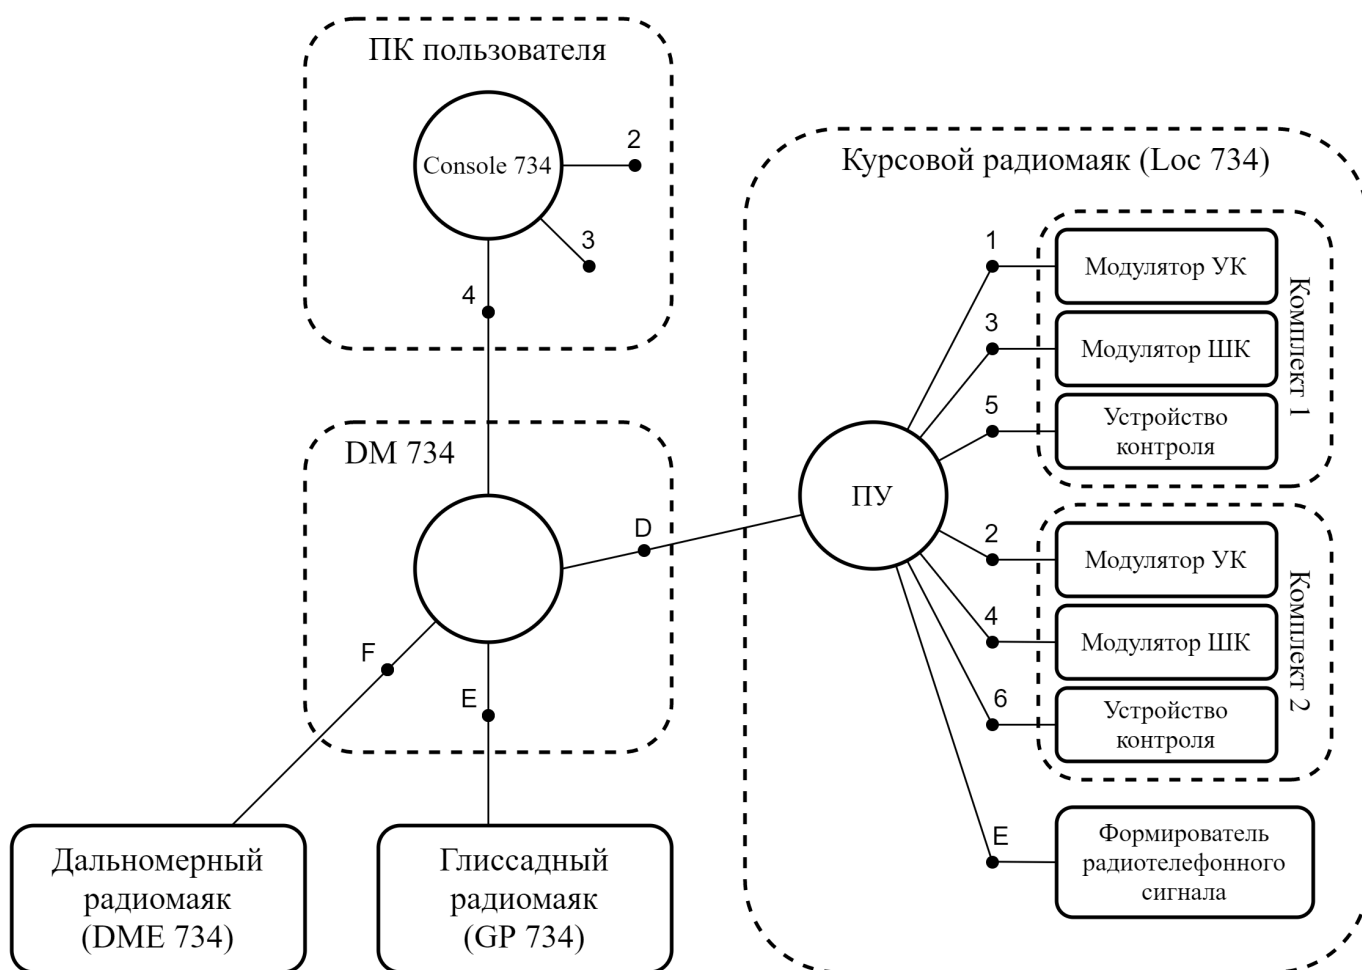 ПК пользователя
Console 734
2
3
4
DM 734
D
F
E
Дальномерный
радиомаяк
(DME 734)
Глиссадный
радиомаяк
(GP 734)
Курсовой радиомаяк (Loc 734)
ПУ
1
Модулятор УК
3
Модулятор ШК
5
Устройство
контроля
Комплект 1
2
Модулятор УК
4
Модулятор ШК
6
Устройство
контроля
Комплект 2
E
Формирователь
радиотелефонного
сигнала